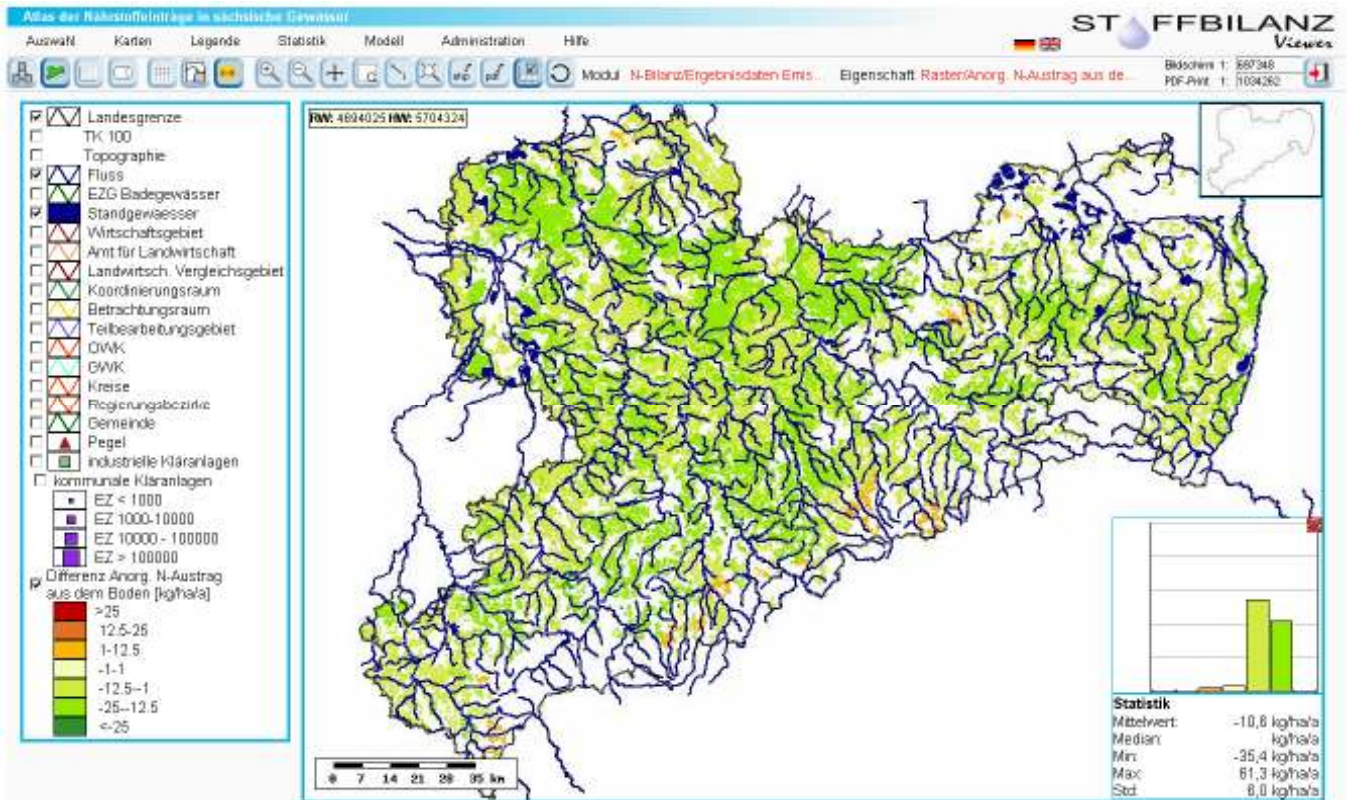 Atlas der Nährstoffeinträge in sächsische Gewässer
STOFFBILANZ
Viewer
Auswahl Karten Legende Statistik Modell Administration Hilfe
Modul N-Bilanz/Ergebnisdaten Emis... Eigenschaft Raster/Anorg. N-Austrag aus de...
Bildschirm 1: 697348
PDF-Print 1: 1034262
Landesgrenze
TK 100
Topographie
Fluss
EZG Badegewässer
Standgewaesser
Wirtschaftsgebiet
Amt für Landwirtschaft
Landwirtsch. Vergleichsgebiet
Koordinierungsraum
Betrachtungsraum
Teilbearbeitungsgebiet
OWK
GWK
Kreise
Regierungsbezirke
Gemeinde
Pegel
industrielle Kläranlagen
kommunale Kläranlagen
EZ < 1000
EZ 1000-10000
EZ 10000 - 100000
EZ > 100000
Differenz Anorg. N-Austrag
aus dem Boden [kg/ha/a]
>25
12.5-25
1-12.5
-1-1
-12.5--1
-25--12.5
<-25
RW: 4694025 HW: 5704324
0 7 14 21 28 35 km
Statistik
Mittelwert: -10,6 kg/ha/a
Median: kg/ha/a
Min: -35,4 kg/ha/a
Max: 61,3 kg/ha/a
Std: 6,0 kg/ha/a